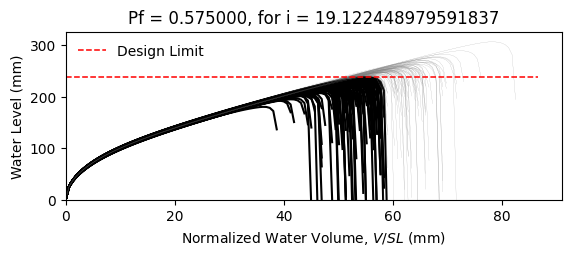 Pf = 0.575000, for i = 19.122448979591837
Water Level (mm)
300
200
100
0
Design Limit
0 20 40 60 80
Normalized Water Volume, V/SL (mm)